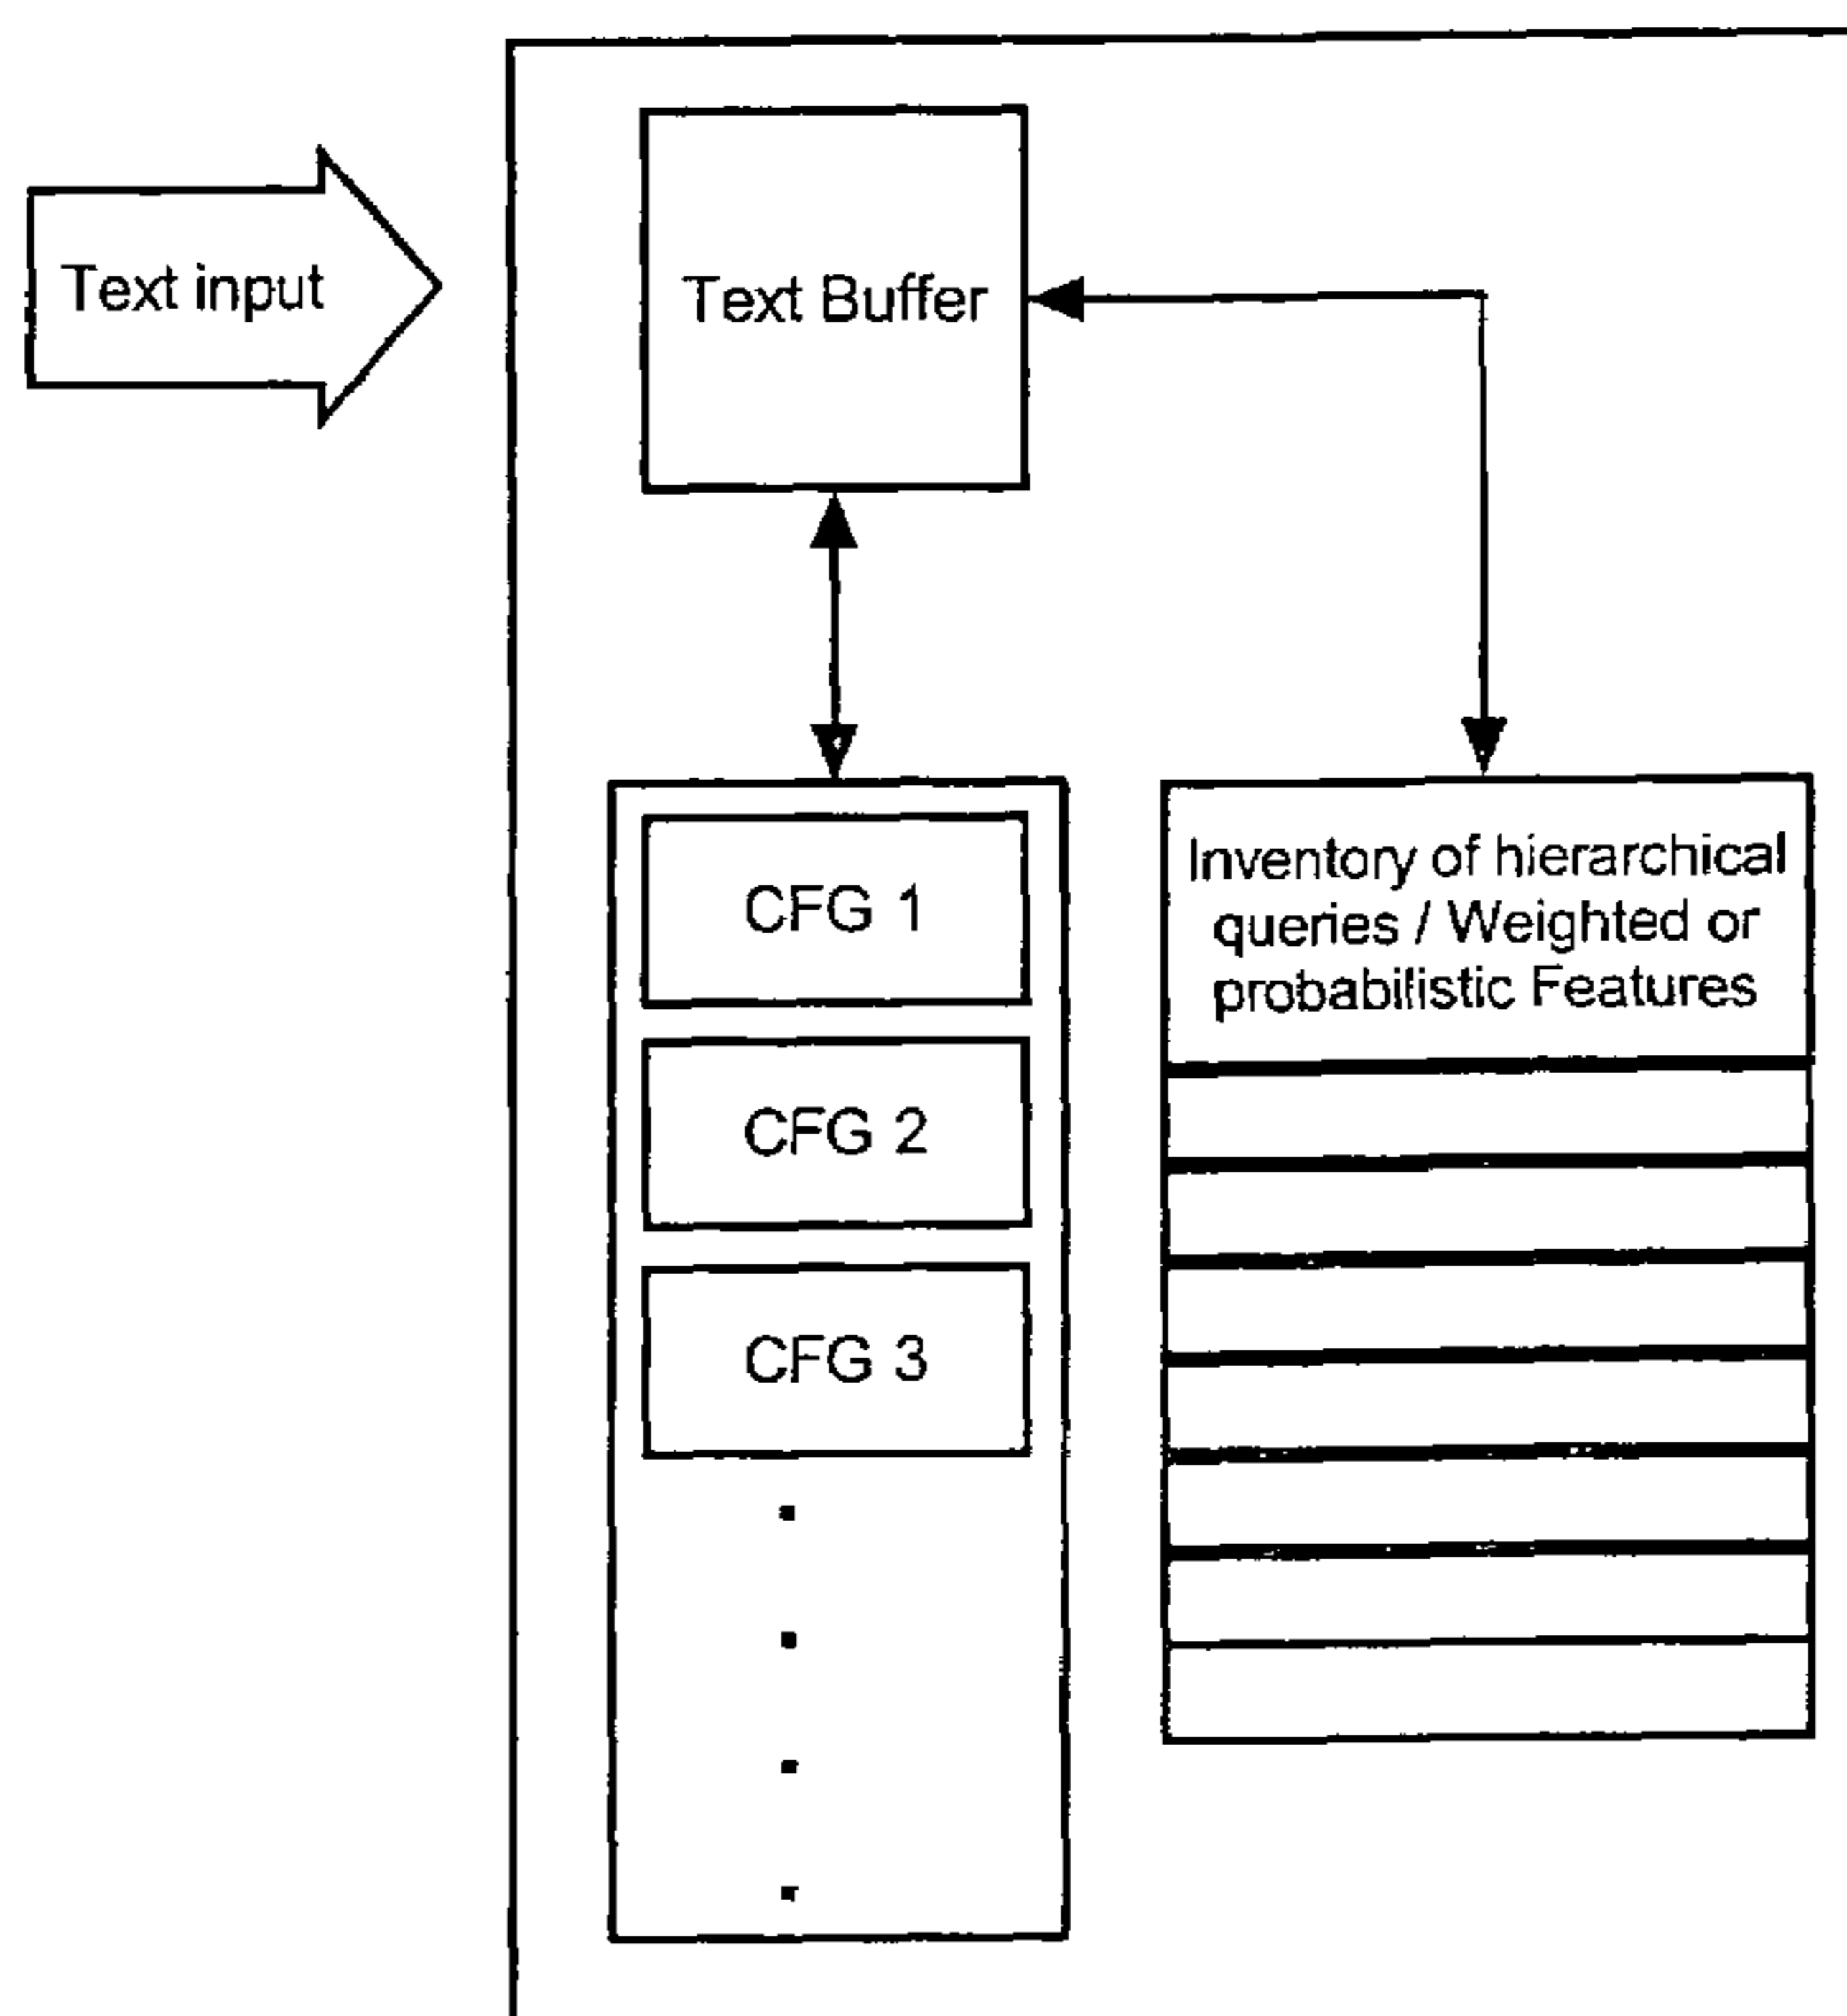 Text input
Text Buffer
CFG 1
CFG 2
CFG 3
Inventory of hierarchical
queries / Weighted or
probabilistic Features